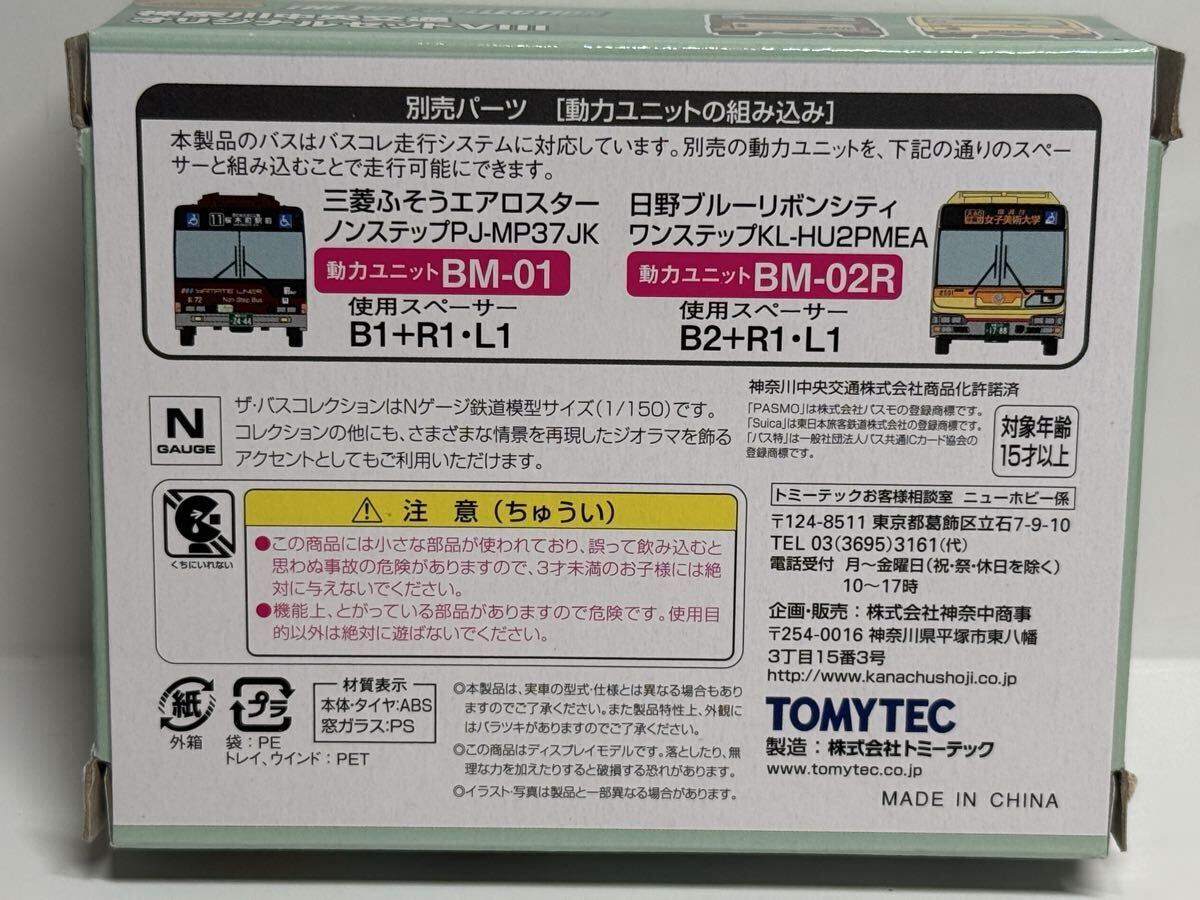 別売パーツ [動力ユニットの組み込み]
本製品のバスはバスコレ走行システムに対応しています。別売の動力ユニットを、下記の通りのスペー
サーと組み込むことで走行可能にできます。
三菱ふそうエアロスター
ノンステップPJ-MP37JK
動力ユニットBM-01
使用スペーサー
B1+R1・L1
11 桜木町駅前
YAMATE LINER
Non Step Bus
24-44
日野ブルーリボンシティ
ワンステップKL-HU2PMEA
動力ユニットBM-02R
使用スペーサー
B2+R1・L1
女子美術大学
17-88
N
GAUGE
ザ・バスコレクションはNゲージ鉄道模型サイズ(1/150)です。
コレクションの他にも、さまざまな情景を再現したジオラマを飾る
アクセントとしてもご利用いただけます。
神奈川中央交通株式会社商品化許諾済
「PASMO」は株式会社パスモの登録商標です。
「Suica」は東日本旅客鉄道株式会社の登録商標です。
「バス特」は一般社団法人バス共通ICカード協会の
登録商標です。
対象年齢
15才以上
くちにいれない
注 意(ちゅうい)
●この商品には小さな部品が使われており、誤って飲み込むと
思わぬ事故の危険がありますので、3才未満のお子様には絶
対に与えないでください。
●機能上、とがっている部品がありますので危険です。使用目
的以外は絶対に遊ばないでください。
トミーテックお客様相談室 ニューホビー係
〒124-8511 東京都葛飾区立石7-9-10
TEL 03(3695)3161(代)
電話受付 月〜金曜日(祝・祭・休日を除く)
10〜17時
企画・販売：株式会社神奈中商事
〒254-0016 神奈川県平塚市東八幡
3丁目15番3号
http://www.kanachushoji.co.jp
紙
外箱
プラ
袋：PE
トレイ、ウインド：PET
材質表示
本体・タイヤ:ABS
窓ガラス:PS
◎本製品は、実車の型式・仕様とは異なる場合もあり
ますのでご了承ください。また製品特性上、外観に
はバラツキがありますのでご了承ください。
◎この商品はディスプレイモデルです。落としたり、無
理な力を加えたりすると破損する恐れがあります。
◎イラスト・写真は製品と一部異なる場合があります。
TOMYTEC
製造：株式会社トミーテック
www.tomytec.co.jp
MADE IN CHINA